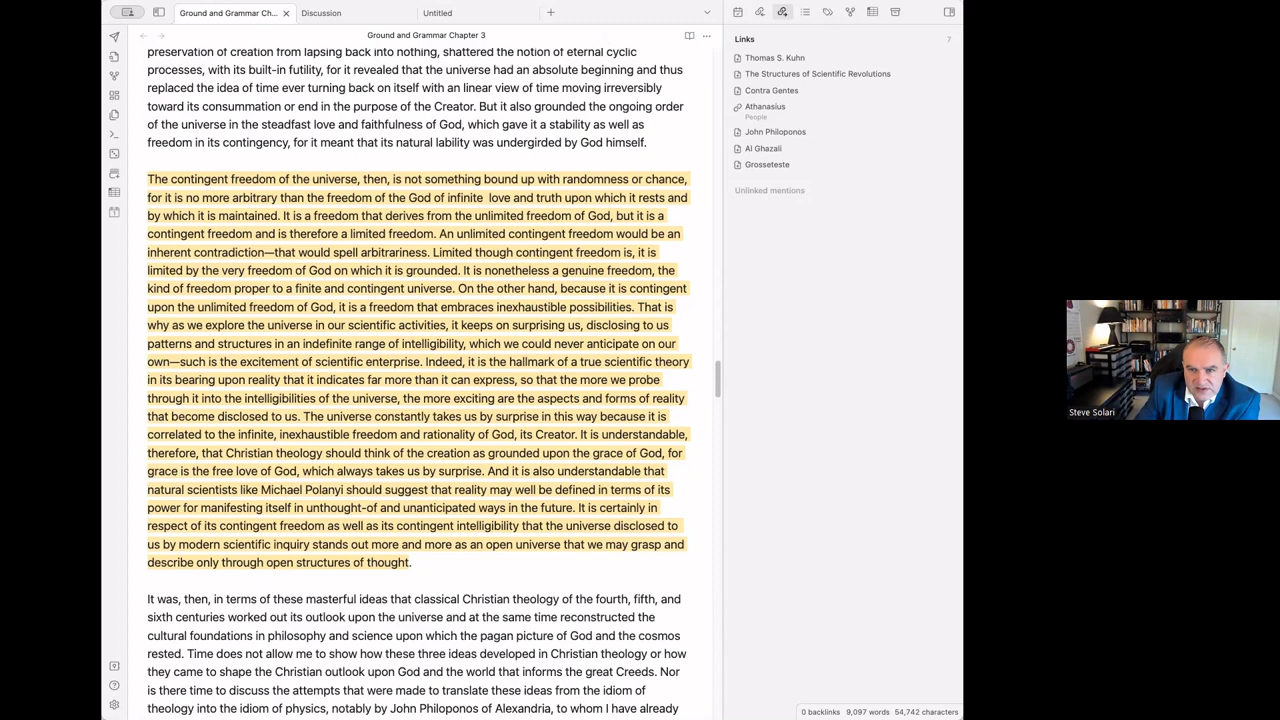 Ground and Grammar Ch...
Discussion
Untitled
Ground and Grammar Chapter 3
preservation of creation from lapsing back into nothing, shattered the notion of eternal cyclic
processes, with its built-in futility, for it revealed that the universe had an absolute beginning and thus
replaced the idea of time ever turning back on itself with an linear view of time moving irreversibly
toward its consummation or end in the purpose of the Creator. But it also grounded the ongoing order
of the universe in the steadfast love and faithfulness of God, which gave it a stability as well as
freedom in its contingency, for it meant that its natural lability was undergirded by God himself.
The contingent freedom of the universe, then, is not something bound up with randomness or chance,
for it is no more arbitrary than the freedom of the God of infinite love and truth upon which it rests and
by which it is maintained. It is a freedom that derives from the unlimited freedom of God, but it is a
contingent freedom and is therefore a limited freedom. An unlimited contingent freedom would be an
inherent contradiction—that would spell arbitrariness. Limited though contingent freedom is, it is
limited by the very freedom of God on which it is grounded. It is nonetheless a genuine freedom, the
kind of freedom proper to a finite and contingent universe. On the other hand, because it is contingent
upon the unlimited freedom of God, it is a freedom that embraces inexhaustible possibilities. That is
why as we explore the universe in our scientific activities, it keeps on surprising us, disclosing to us
patterns and structures in an indefinite range of intelligibility, which we could never anticipate on our
own—such is the excitement of scientific enterprise. Indeed, it is the hallmark of a true scientific theory
in its bearing upon reality that it indicates far more than it can express, so that the more we probe
through it into the intelligibilities of the universe, the more exciting are the aspects and forms of reality
that become disclosed to us. The universe constantly takes us by surprise in this way because it is
correlated to the infinite, inexhaustible freedom and rationality of God, its Creator. It is understandable,
therefore, that Christian theology should think of the creation as grounded upon the grace of God, for
grace is the free love of God, which always takes us by surprise. And it is also understandable that
natural scientists like Michael Polanyi should suggest that reality may well be defined in terms of its
power for manifesting itself in unthought-of and unanticipated ways in the future. It is certainly in
respect of its contingent freedom as well as its contingent intelligibility that the universe disclosed to
us by modern scientific inquiry stands out more and more as an open universe that we may grasp and
describe only through open structures of thought.
It was, then, in terms of these masterful ideas that classical Christian theology of the fourth, fifth, and
sixth centuries worked out its outlook upon the universe and at the same time reconstructed the
cultural foundations in philosophy and science upon which the pagan picture of God and the cosmos
rested. Time does not allow me to show how these three ideas developed in Christian theology or how
they came to shape the Christian outlook upon God and the world that informs the great Creeds. Nor
is there time to discuss the attempts that were made to translate these ideas from the idiom of
theology into the idiom of physics, notably by John Philoponos of Alexandria, to whom I have already
Links
7
Thomas S. Kuhn
The Structures of Scientific Revolutions
Contra Gentes
Athanasius
People
John Philoponos
Al Ghazali
Grosseteste
Unlinked mentions
0 backlinks 9,097 words 54,742 characters
Steve Solari